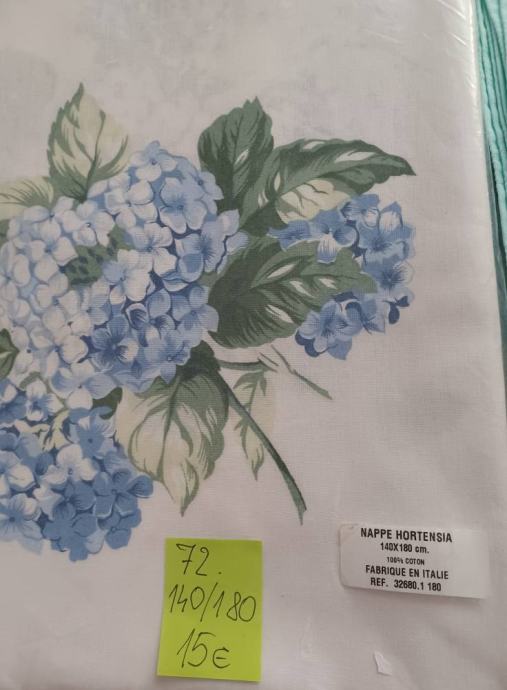 NAPPE HORTENSIA
140X180 cm.
100% COTON
FABRIQUE EN ITALIE
REF. 32680.1 180
72.
140/180
15€